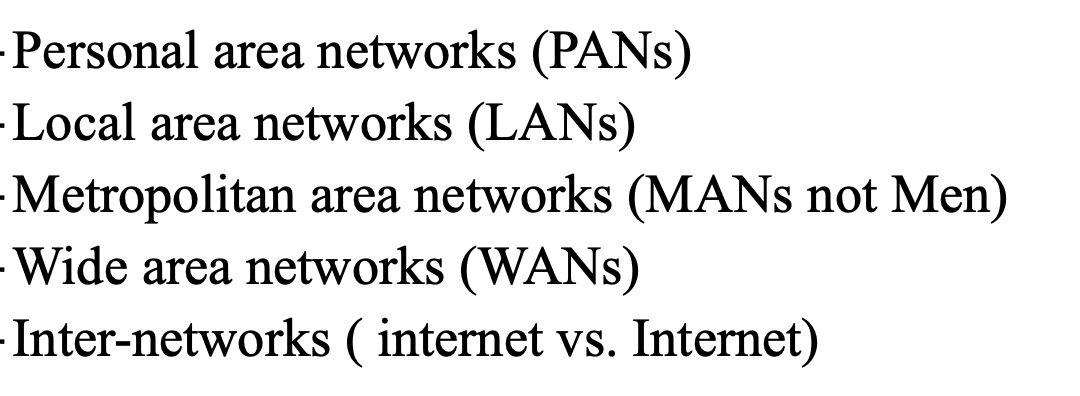 -Personal area networks (PANs)
-Local area networks (LANs)
-Metropolitan area networks (MANs not Men)
-Wide area networks (WANs)
-Inter-networks ( internet vs. Internet)